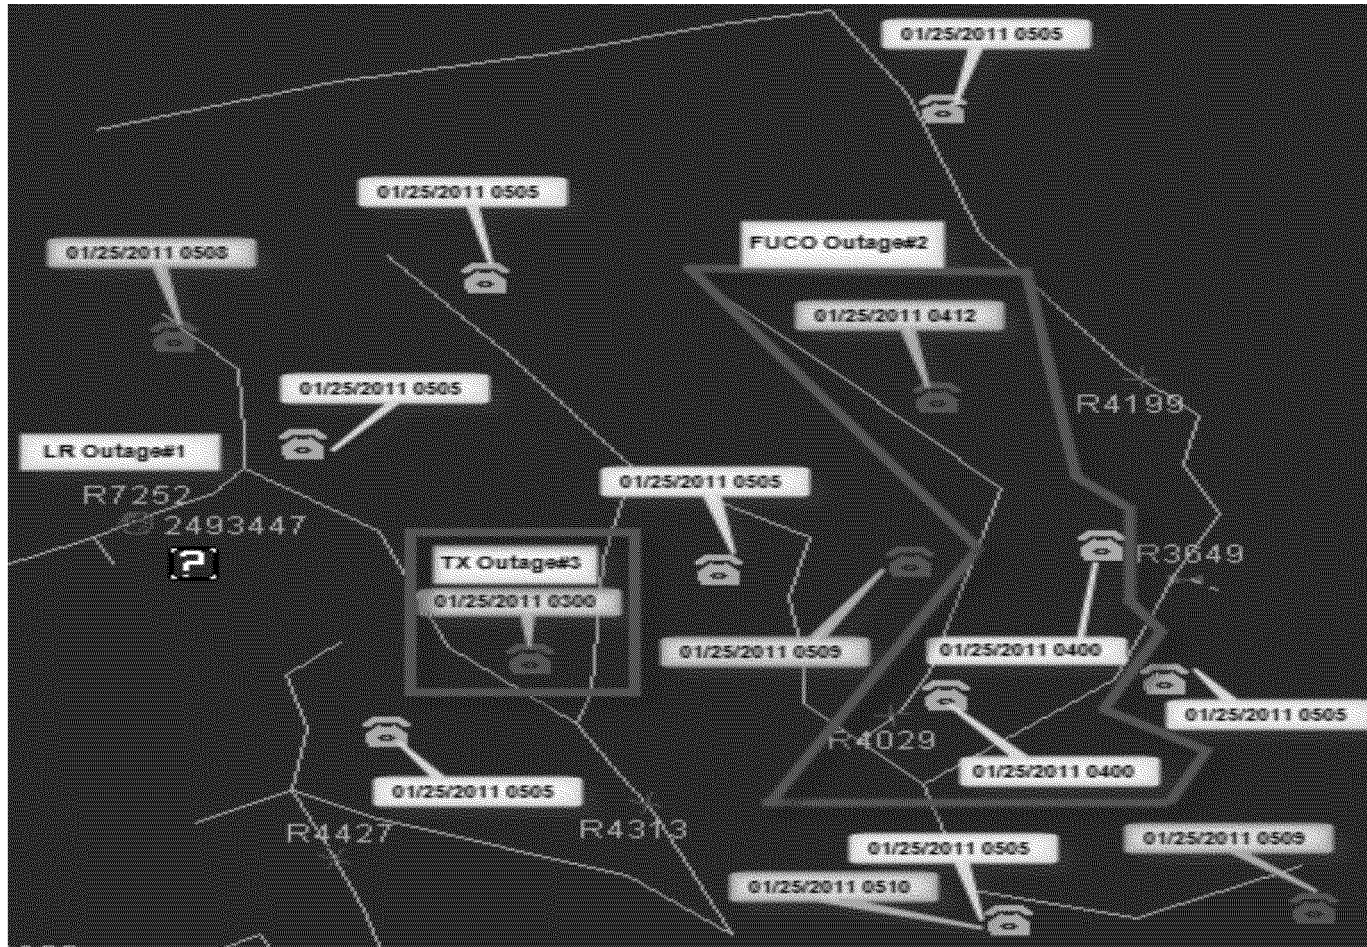 01/25/2011 0505
01/25/2011 0505
FUCO Outage#2
01/25/2011 0508
01/25/2011 0412
01/25/2011 0505
R4199
LR Outage#1
01/25/2011 0505
R7252
2493447
?
R3649
TX Outage#3
01/25/2011 0300
01/25/2011 0509
01/25/2011 0400
01/25/2011 0505
R4029
01/25/2011 0400
01/25/2011 0505
R4427
R4313
01/25/2011 0505
01/25/2011 0509
01/25/2011 0510